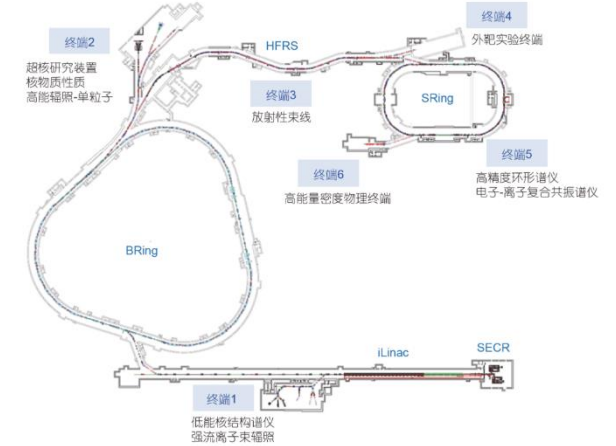 终端4
外靶实验终端
终端2
HFRS
超核研究装置
核物质性质
高能辐照-单粒子
终端3
放射性束线
SRing
终端5
高精度环形谱仪
电子-离子复合共振谱仪
终端6
高能量密度物理终端
BRing
iLinac
SECR
终端1
低能核结构谱仪
强流离子束辐照